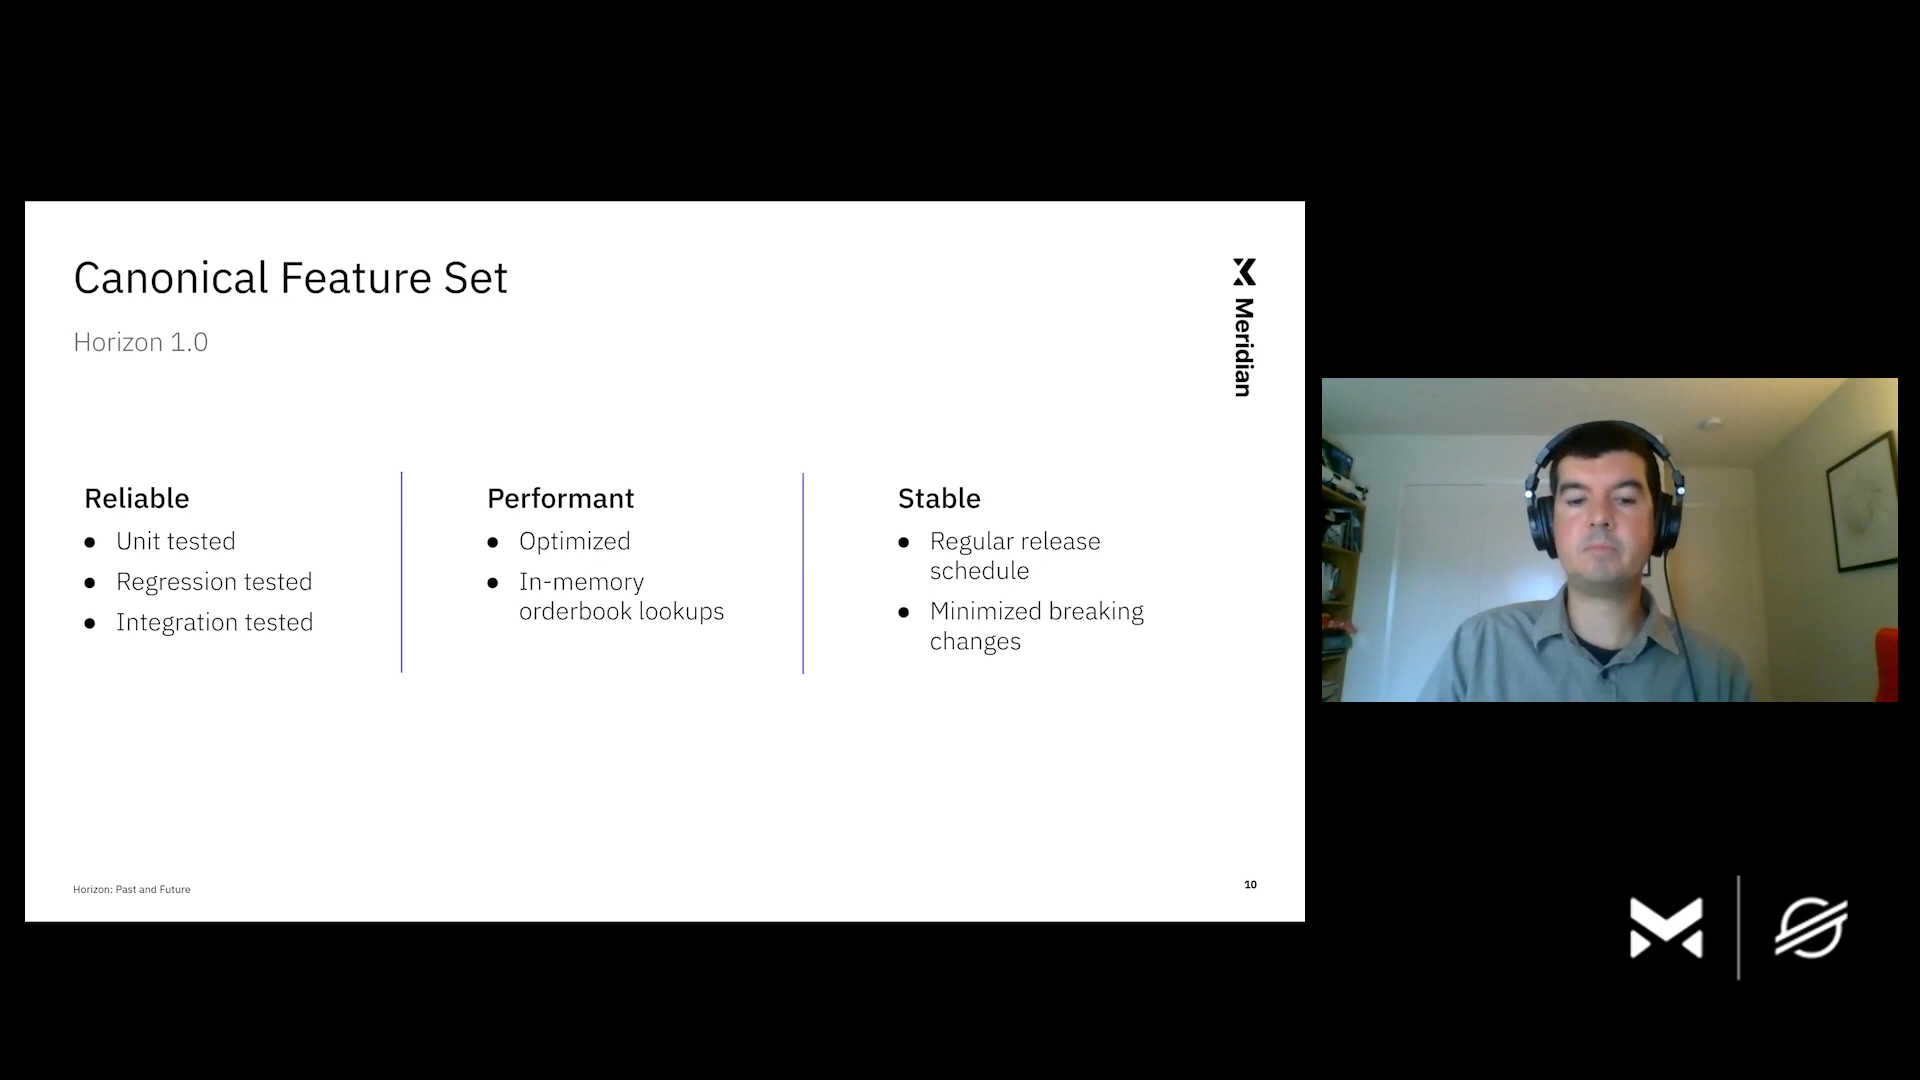 Canonical Feature Set
Horizon 1.0
Meridian
Reliable
● Unit tested
● Regression tested
● Integration tested
Performant
● Optimized
● In-memory
orderbook lookups
Stable
● Regular release
schedule
● Minimized breaking
changes
Horizon: Past and Future
10